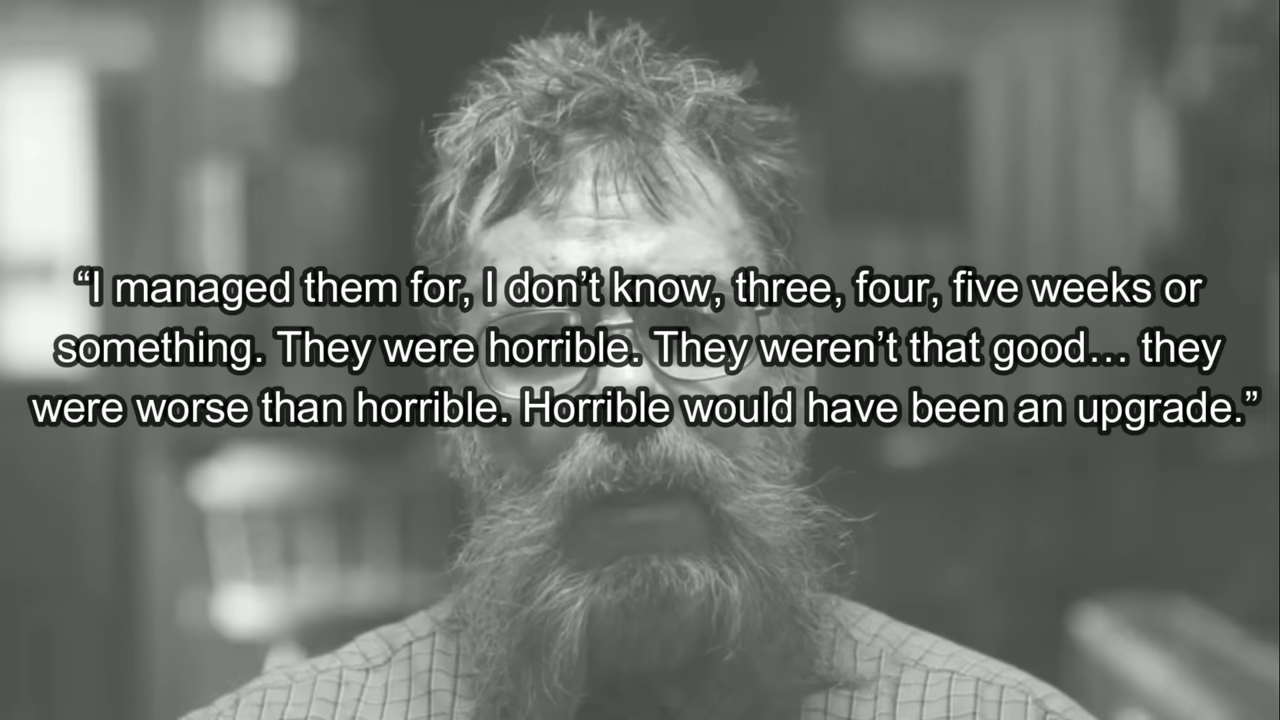 “I managed them for, I don’t know, three, four, five weeks or
something. They were horrible. They weren’t that good… they
were worse than horrible. Horrible would have been an upgrade.”